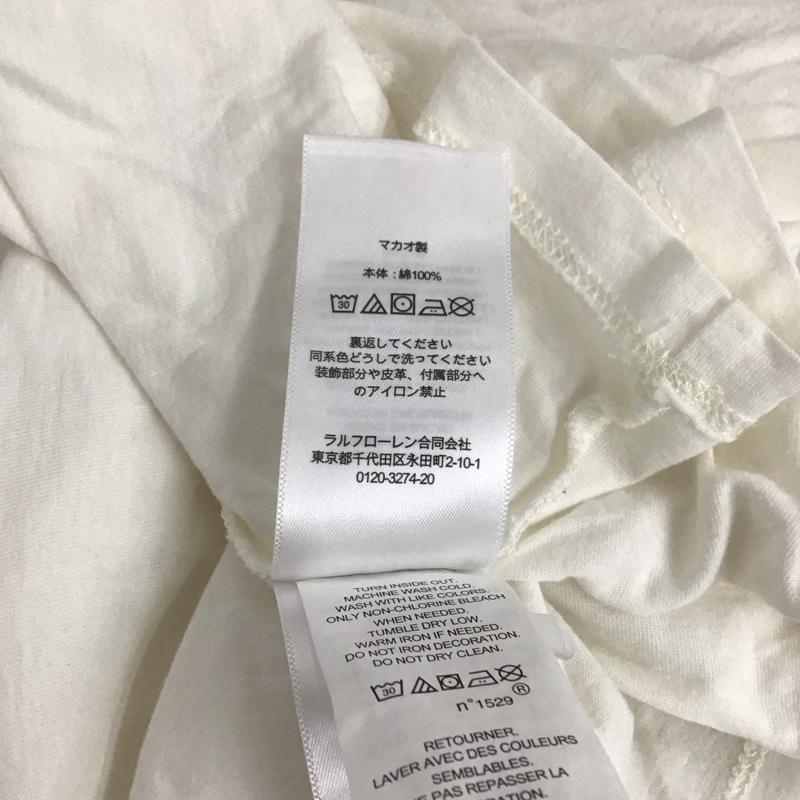 マカオ製
本体：綿100%
30
裏返してください
同系色どうしで洗ってください
装飾部分や皮革、付属部分へ
のアイロン禁止
ラルフローレン合同会社
東京都千代田区永田町2-10-1
0120-3274-20
TURN INSIDE OUT.
MACHINE WASH COLD.
WASH WITH LIKE COLORS.
ONLY NON-CHLORINE BLEACH
WHEN NEEDED.
TUMBLE DRY LOW.
WARM IRON IF NEEDED.
DO NOT IRON DECORATION.
DO NOT DRY CLEAN.
30
n°1529 ®
RETOURNER.
LAVER AVEC DES COULEURS
SEMBLABLES.
PAS REPASSER LA